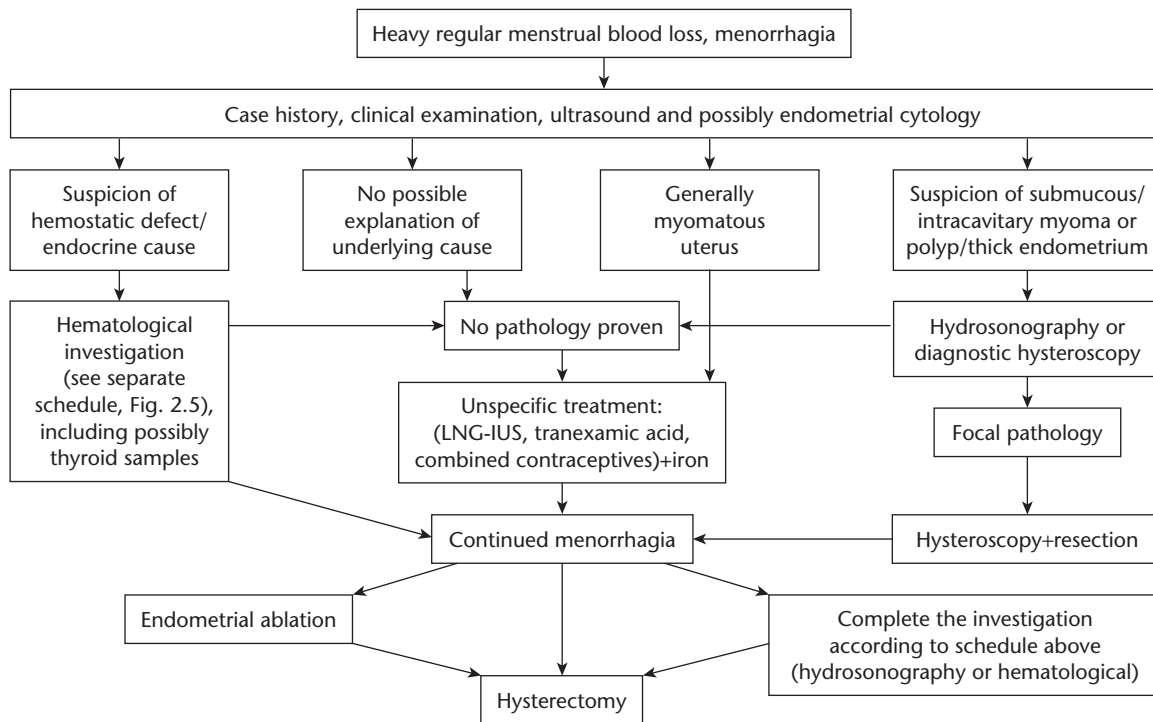 Heavy regular menstrual blood loss, menorrhagia
Case history, clinical examination, ultrasound and possibly endometrial cytology
Suspicion of
hemostatic defect/
endocrine cause
No possible
explanation of
underlying cause
Generally
myomatous
uterus
Suspicion of submucous/
intracavitary myoma or
polyp/thick endometrium
Hematological
investigation
(see separate
schedule, Fig. 2.5),
including possibly
thyroid samples
No pathology proven
Hydrosonography or
diagnostic hysteroscopy
Unspecific treatment:
(LNG-IUS, tranexamic acid,
combined contraceptives)+iron
Focal pathology
Continued menorrhagia
Hysteroscopy+resection
Endometrial ablation
Complete the investigation
according to schedule above
(hydrosonography or hematological)
Hysterectomy